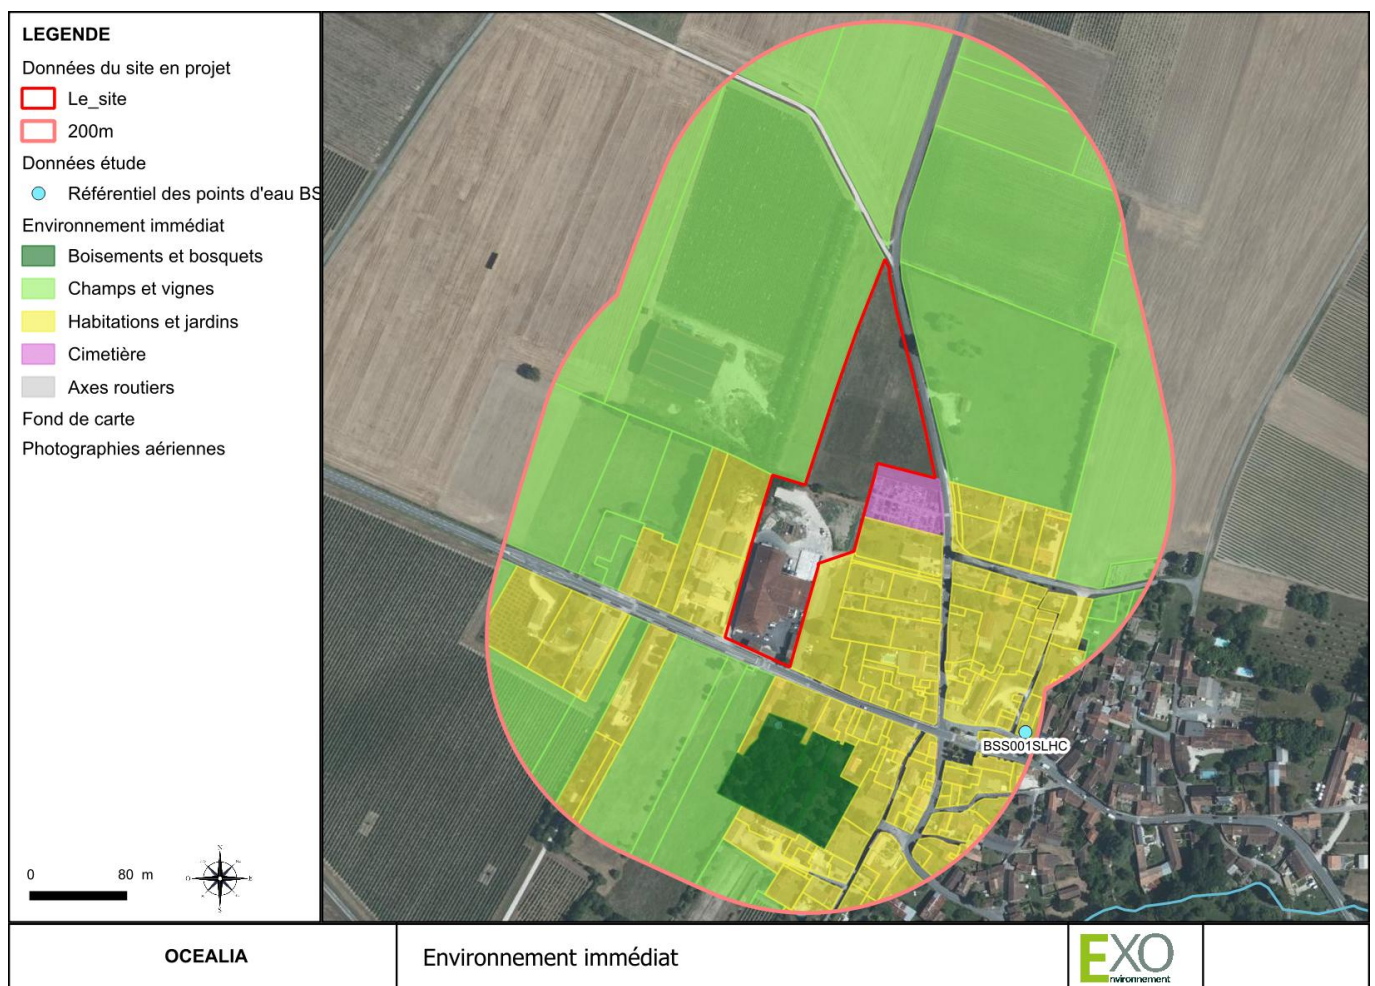 LEGENDE
Données du site en projet
Le_site
200m
Données étude
Référentiel des points d'eau BS
Environnement immédiat
Boisements et bosquets
Champs et vignes
Habitations et jardins
Cimetière
Axes routiers
Fond de carte
Photographies aériennes
BSS001SLHC
0 80 m
N
O E
S
OCEALIA
Environnement immédiat
EXO
nvironnement